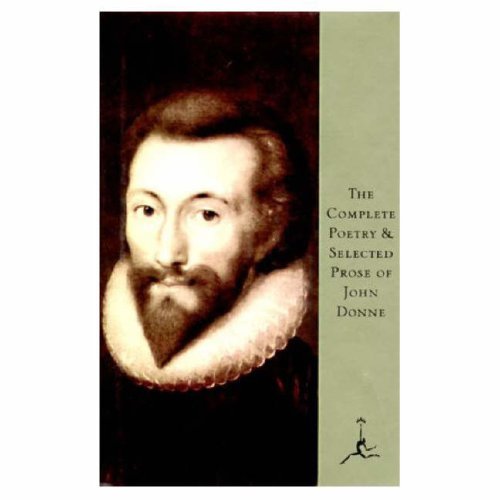 THE
COMPLETE
POETRY &
SELECTED
PROSE OF
JOHN
DONNE